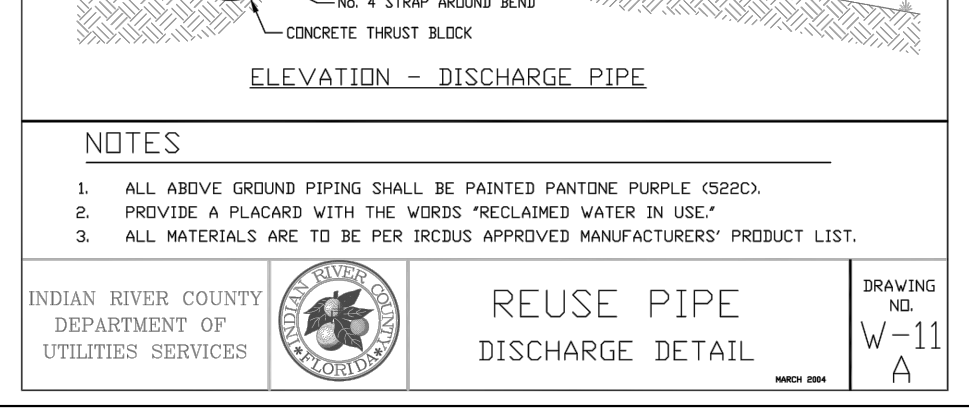 No. 4 STRAP AROUND BEND
CONCRETE THRUST BLOCK
ELEVATION - DISCHARGE PIPE
NOTES
1. ALL ABOVE GROUND PIPING SHALL BE PAINTED PANTONE PURPLE (522C).
2. PROVIDE A PLACARD WITH THE WORDS "RECLAIMED WATER IN USE."
3. ALL MATERIALS ARE TO BE PER IRCDUS APPROVED MANUFACTURERS' PRODUCT LIST.
INDIAN RIVER COUNTY
DEPARTMENT OF
UTILITIES SERVICES
INDIAN RIVER COUNTY
*FLORIDA*
REUSE PIPE
DISCHARGE DETAIL
MARCH 2004
DRAWING
NO.
W-11
A